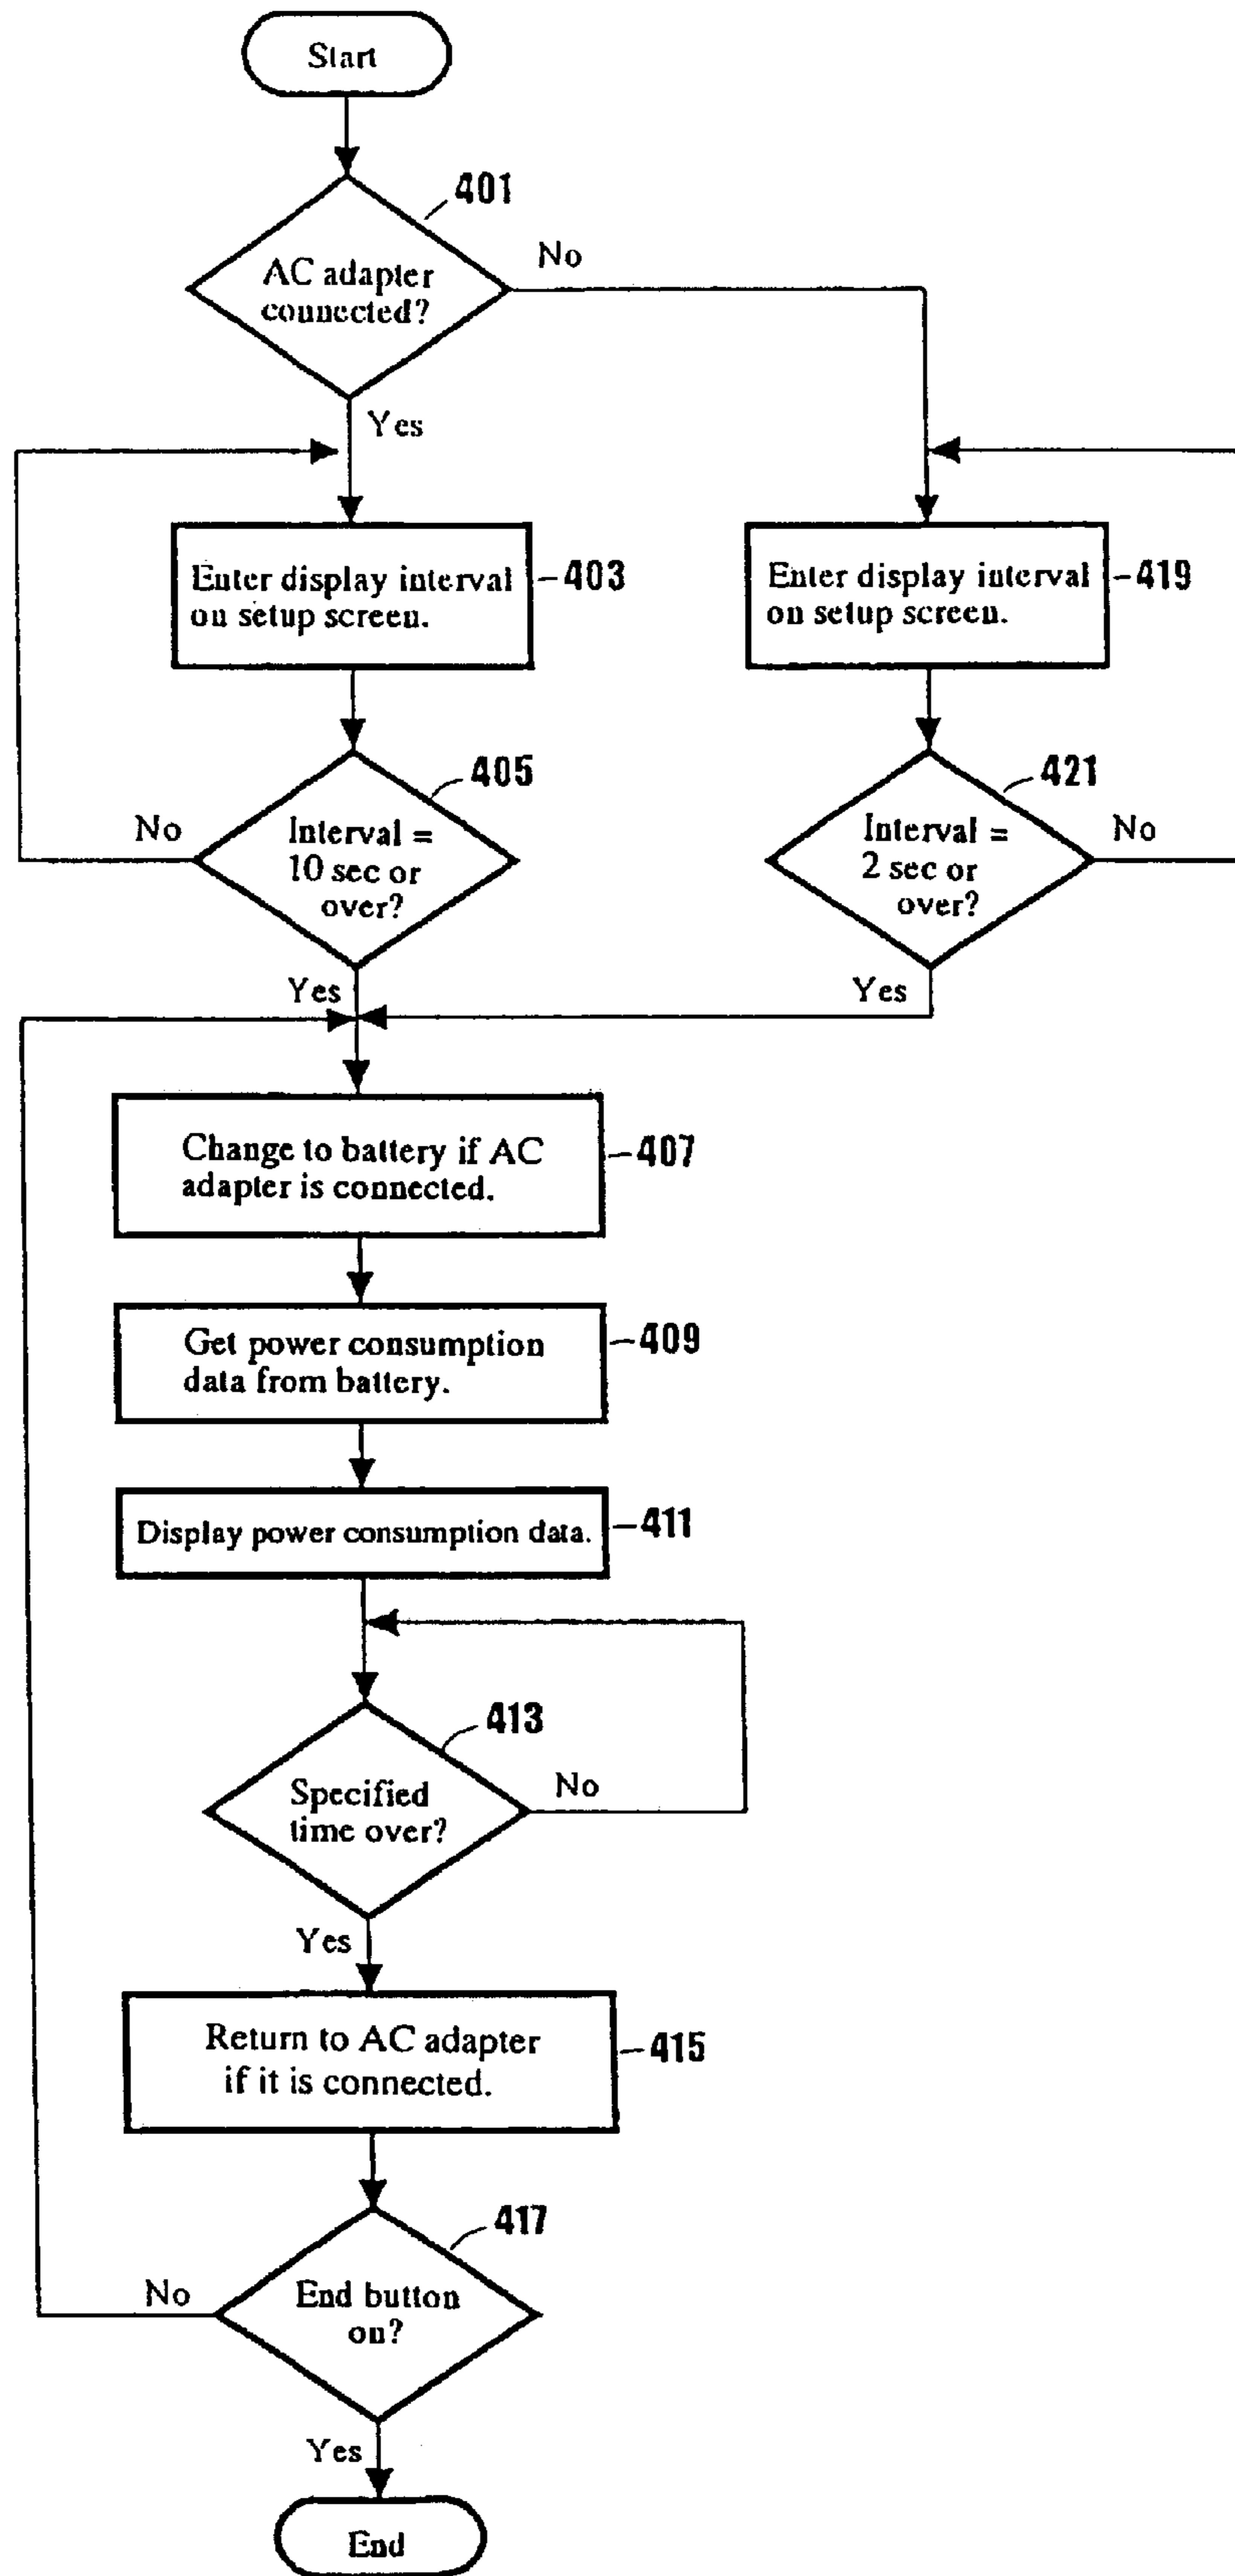 Start
401
AC adapter
connected?
No
Yes
Enter display interval
on setup screen.
403
Enter display interval
on setup screen.
419
405
Interval =
10 sec or
over?
No
Yes
421
Interval =
2 sec or
over?
No
Yes
Change to battery if AC
adapter is connected.
407
Get power consumption
data from battery.
409
Display power consumption data.
411
413
Specified
time over?
No
Yes
Return to AC adapter
if it is connected.
415
417
End button
on?
No
Yes
End